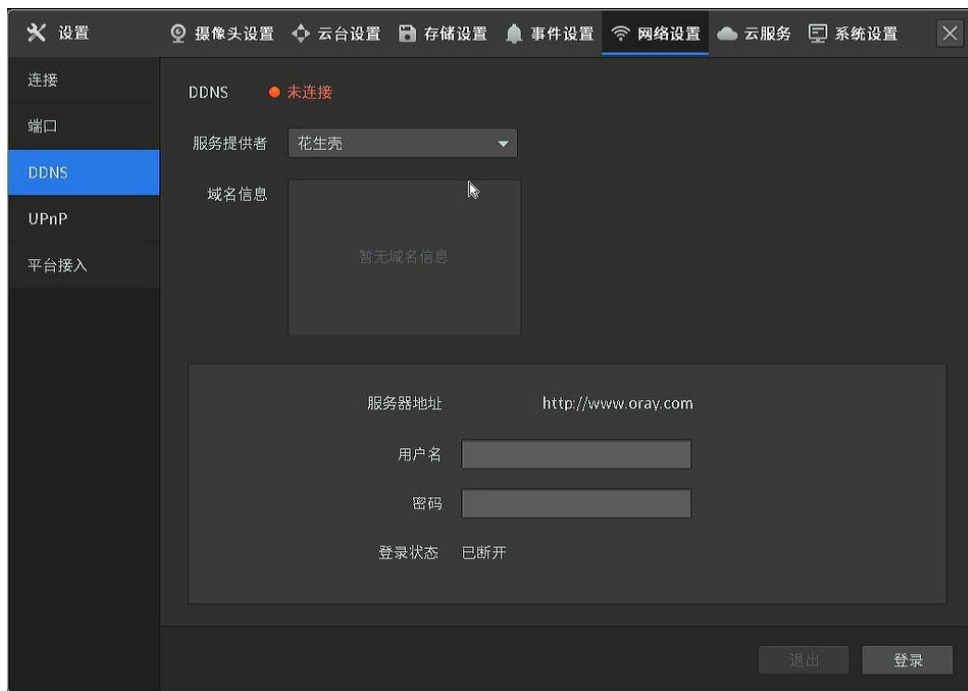 设置 摄像头设置 云台设置 存储设置 事件设置 网络设置 云服务 系统设置
连接
端口
DDNS
UPnP
平台接入
DDNS 未连接
服务提供者 花生壳
域名信息
暂无域名信息
服务器地址 http://www.oray.com
用户名
密码
登录状态 已断开
退出 登录